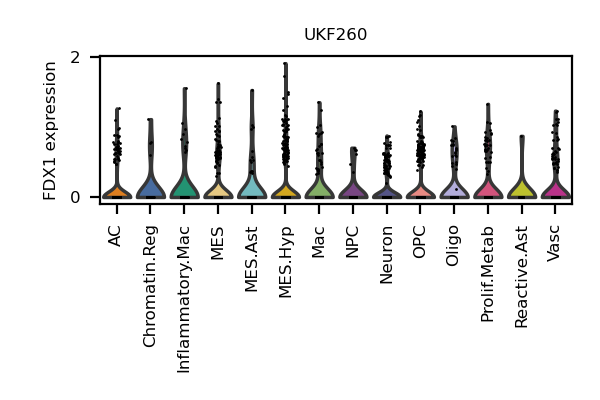 UKF260
FDX1 expression
2
0
AC
Chromatin.Reg
Inflammatory.Mac
MES
MES.Ast
MES.Hyp
Mac
NPC
Neuron
OPC
Oligo
Prolif.Metab
Reactive.Ast
Vasc